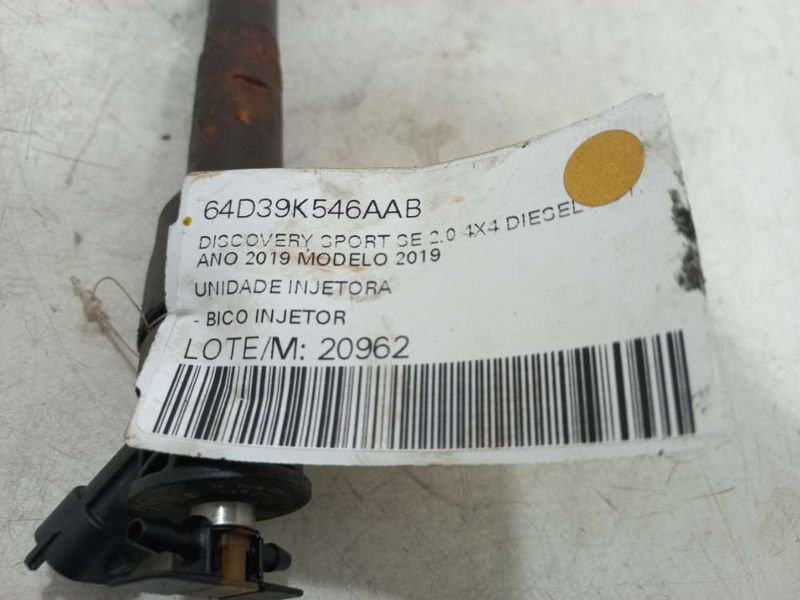 64D39K546AAB
DISCOVERY SPORT SE 2.0 4X4 DIESEL
ANO 2019 MODELO 2019
UNIDADE INJETORA
- BICO INJETOR
LOTE/M: 20962